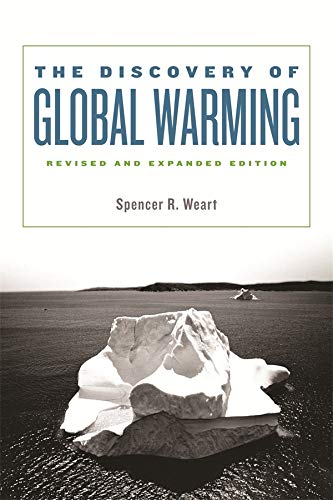 THE DISCOVERY OF
GLOBAL WARMING
REVISED AND EXPANDED EDITION
Spencer R. Weart